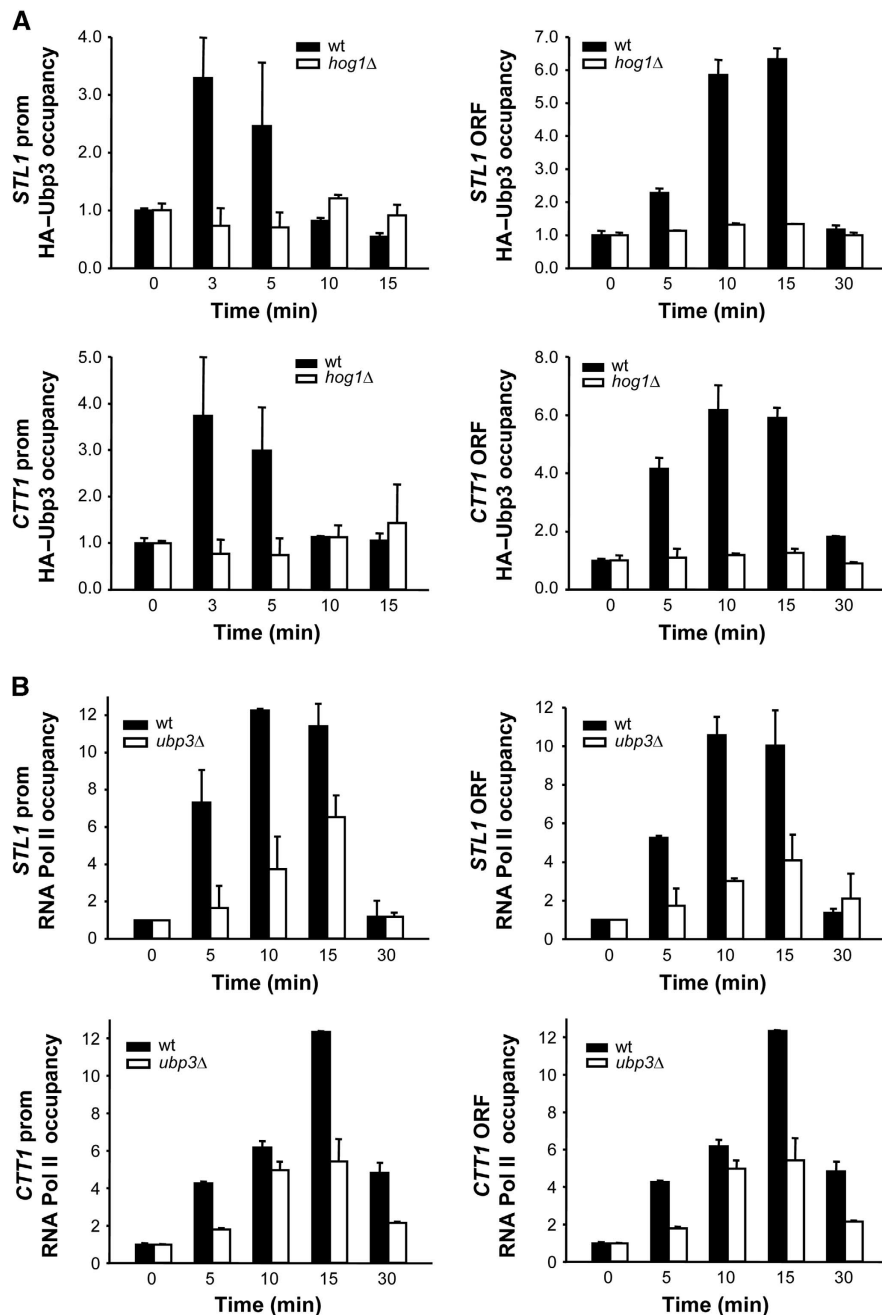 A
STL1 prom
HA–Ubp3 occupancy
4.0
3.0
2.0
1.0
0.0
wt
hog1Δ
0 3 5 10 15
Time (min)
STL1 ORF
HA–Ubp3 occupancy
7.0
6.0
5.0
4.0
3.0
2.0
1.0
0.0
wt
hog1Δ
0 5 10 15 30
Time (min)
CTT1 prom
HA–Ubp3 occupancy
5.0
4.0
3.0
2.0
1.0
0.0
wt
hog1Δ
0 3 5 10 15
Time (min)
CTT1 ORF
HA–Ubp3 occupancy
8.0
6.0
4.0
2.0
0.0
wt
hog1Δ
0 5 10 15 30
Time (min)
B
STL1 prom
RNA Pol II occupancy
12
10
8
6
4
2
0
wt
ubp3Δ
0 5 10 15 30
Time (min)
STL1 ORF
RNA Pol II occupancy
12
10
8
6
4
2
0
wt
ubp3Δ
0 5 10 15 30
Time (min)
CTT1 prom
RNA Pol II occupancy
12
10
8
6
4
2
0
wt
ubp3Δ
0 5 10 15 30
Time (min)
CTT1 ORF
RNA Pol II occupancy
12
10
8
6
4
2
0
wt
ubp3Δ
0 5 10 15 30
Time (min)